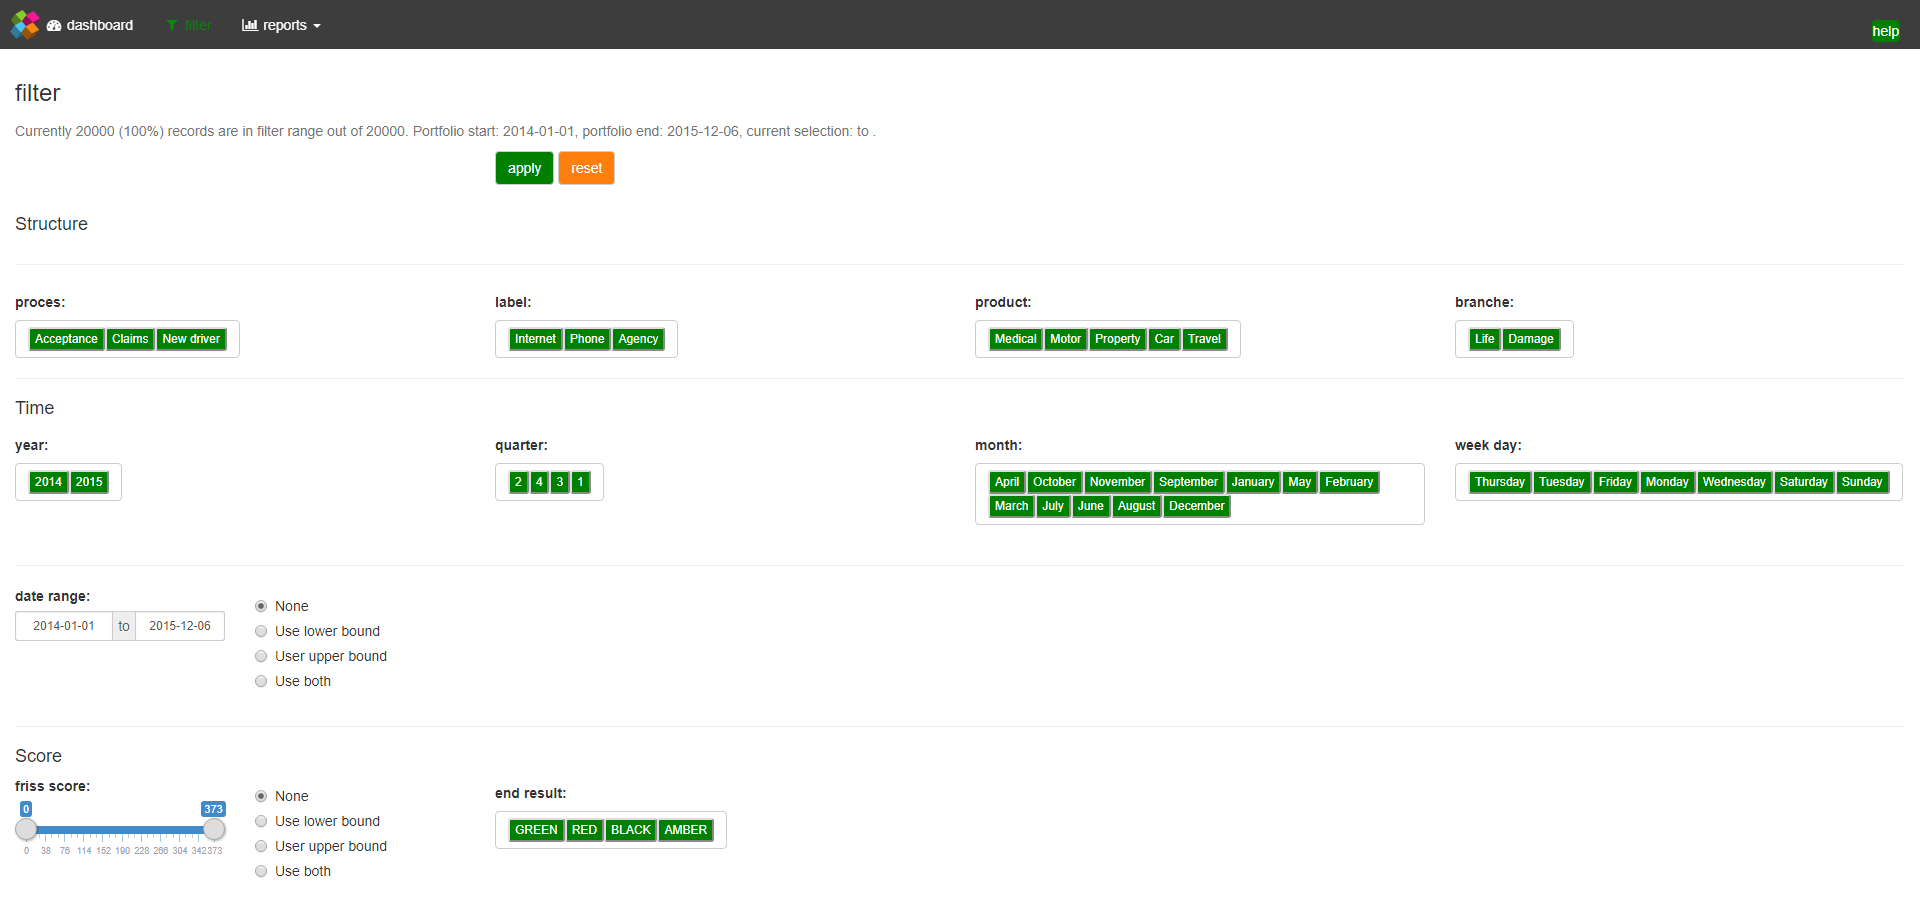 dashboard filter reports help
filter
Currently 20000 (100%) records are in filter range out of 20000. Portfolio start: 2014-01-01, portfolio end: 2015-12-06, current selection: to .
apply reset
Structure
proces: label: product: branche:
Acceptance Claims New driver Internet Phone Agency Medical Motor Property Car Travel Life Damage
Time
year: quarter: month: week day:
2014 2015 2 4 3 1 April October November September January May February Thursday Tuesday Friday Monday Wednesday Saturday Sunday
March July June August December
date range:
2014-01-01 to 2015-12-06
None
Use lower bound
User upper bound
Use both
Score
friss score:
0 373
0 38 76 114 152 190 228 266 304 342 373
None
Use lower bound
User upper bound
Use both
end result:
GREEN RED BLACK AMBER